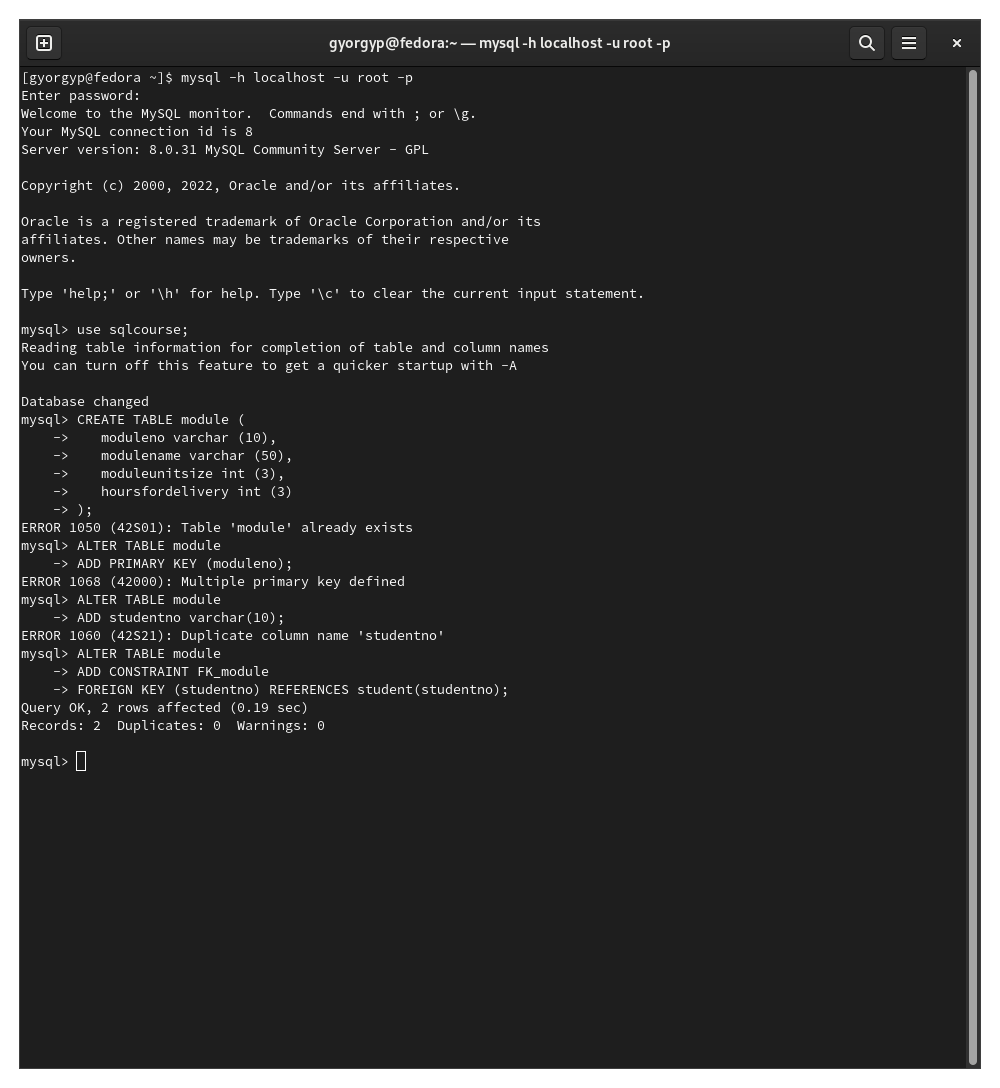 gyorgyp@fedora:~ — mysql -h localhost -u root -p
[gyorgyp@fedora ~]$ mysql -h localhost -u root -p
Enter password:
Welcome to the MySQL monitor.  Commands end with ; or \g.
Your MySQL connection id is 8
Server version: 8.0.31 MySQL Community Server - GPL

Copyright (c) 2000, 2022, Oracle and/or its affiliates.

Oracle is a registered trademark of Oracle Corporation and/or its
affiliates. Other names may be trademarks of their respective
owners.

Type 'help;' or '\h' for help. Type '\c' to clear the current input statement.

mysql> use sqlcourse;
Reading table information for completion of table and column names
You can turn off this feature to get a quicker startup with -A

Database changed
mysql> CREATE TABLE module (
    ->    moduleno varchar (10),
    ->    modulename varchar (50),
    ->    moduleunitsize int (3),
    ->    hoursfordelivery int (3)
    -> );
ERROR 1050 (42S01): Table 'module' already exists
mysql> ALTER TABLE module
    -> ADD PRIMARY KEY (moduleno);
ERROR 1068 (42000): Multiple primary key defined
mysql> ALTER TABLE module
    -> ADD studentno varchar(10);
ERROR 1060 (42S21): Duplicate column name 'studentno'
mysql> ALTER TABLE module
    -> ADD CONSTRAINT FK_module
    -> FOREIGN KEY (studentno) REFERENCES student(studentno);
Query OK, 2 rows affected (0.19 sec)
Records: 2  Duplicates: 0  Warnings: 0

mysql>